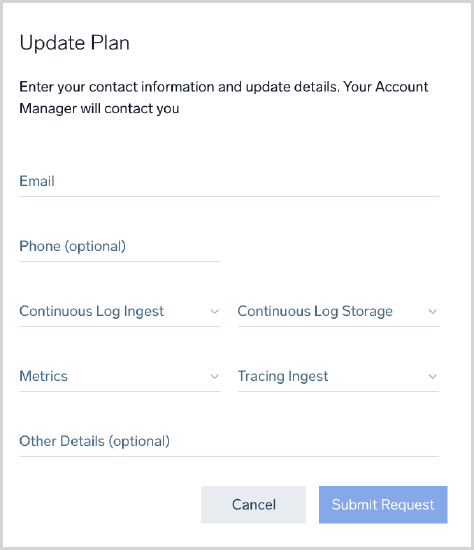 Update Plan
Enter your contact information and update details. Your Account
Manager will contact you
Email
Phone (optional)
Continuous Log Ingest
Continuous Log Storage
Metrics
Tracing Ingest
Other Details (optional)
Cancel
Submit Request